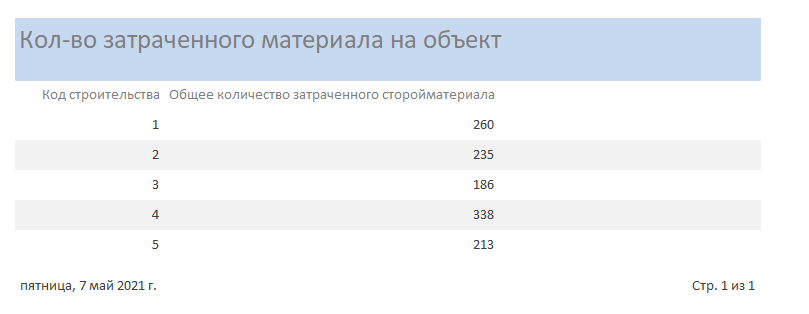 Кол-во затраченного материала на объект
Код строительства Общее количество затраченного сторойматериала
1 260
2 235
3 186
4 338
5 213
пятница, 7 май 2021 г. Стр. 1 из 1